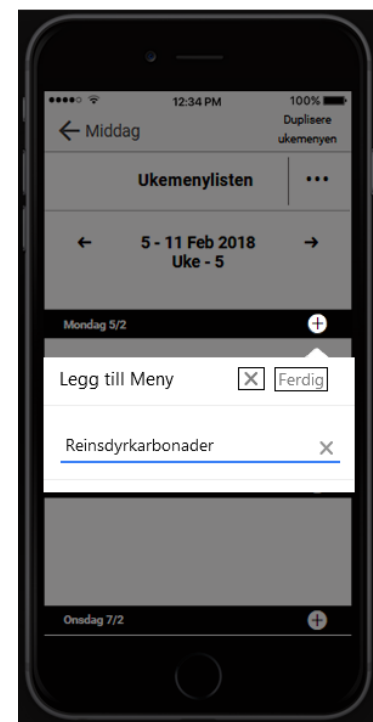 12:34 PM
100%
Middag
Duplisere
ukemenyen
Ukemenylisten
5 - 11 Feb 2018
Uke - 5
Mondag 5/2
Legg till Meny
Ferdig
Reinsdyrkarbonader
Onsdag 7/2